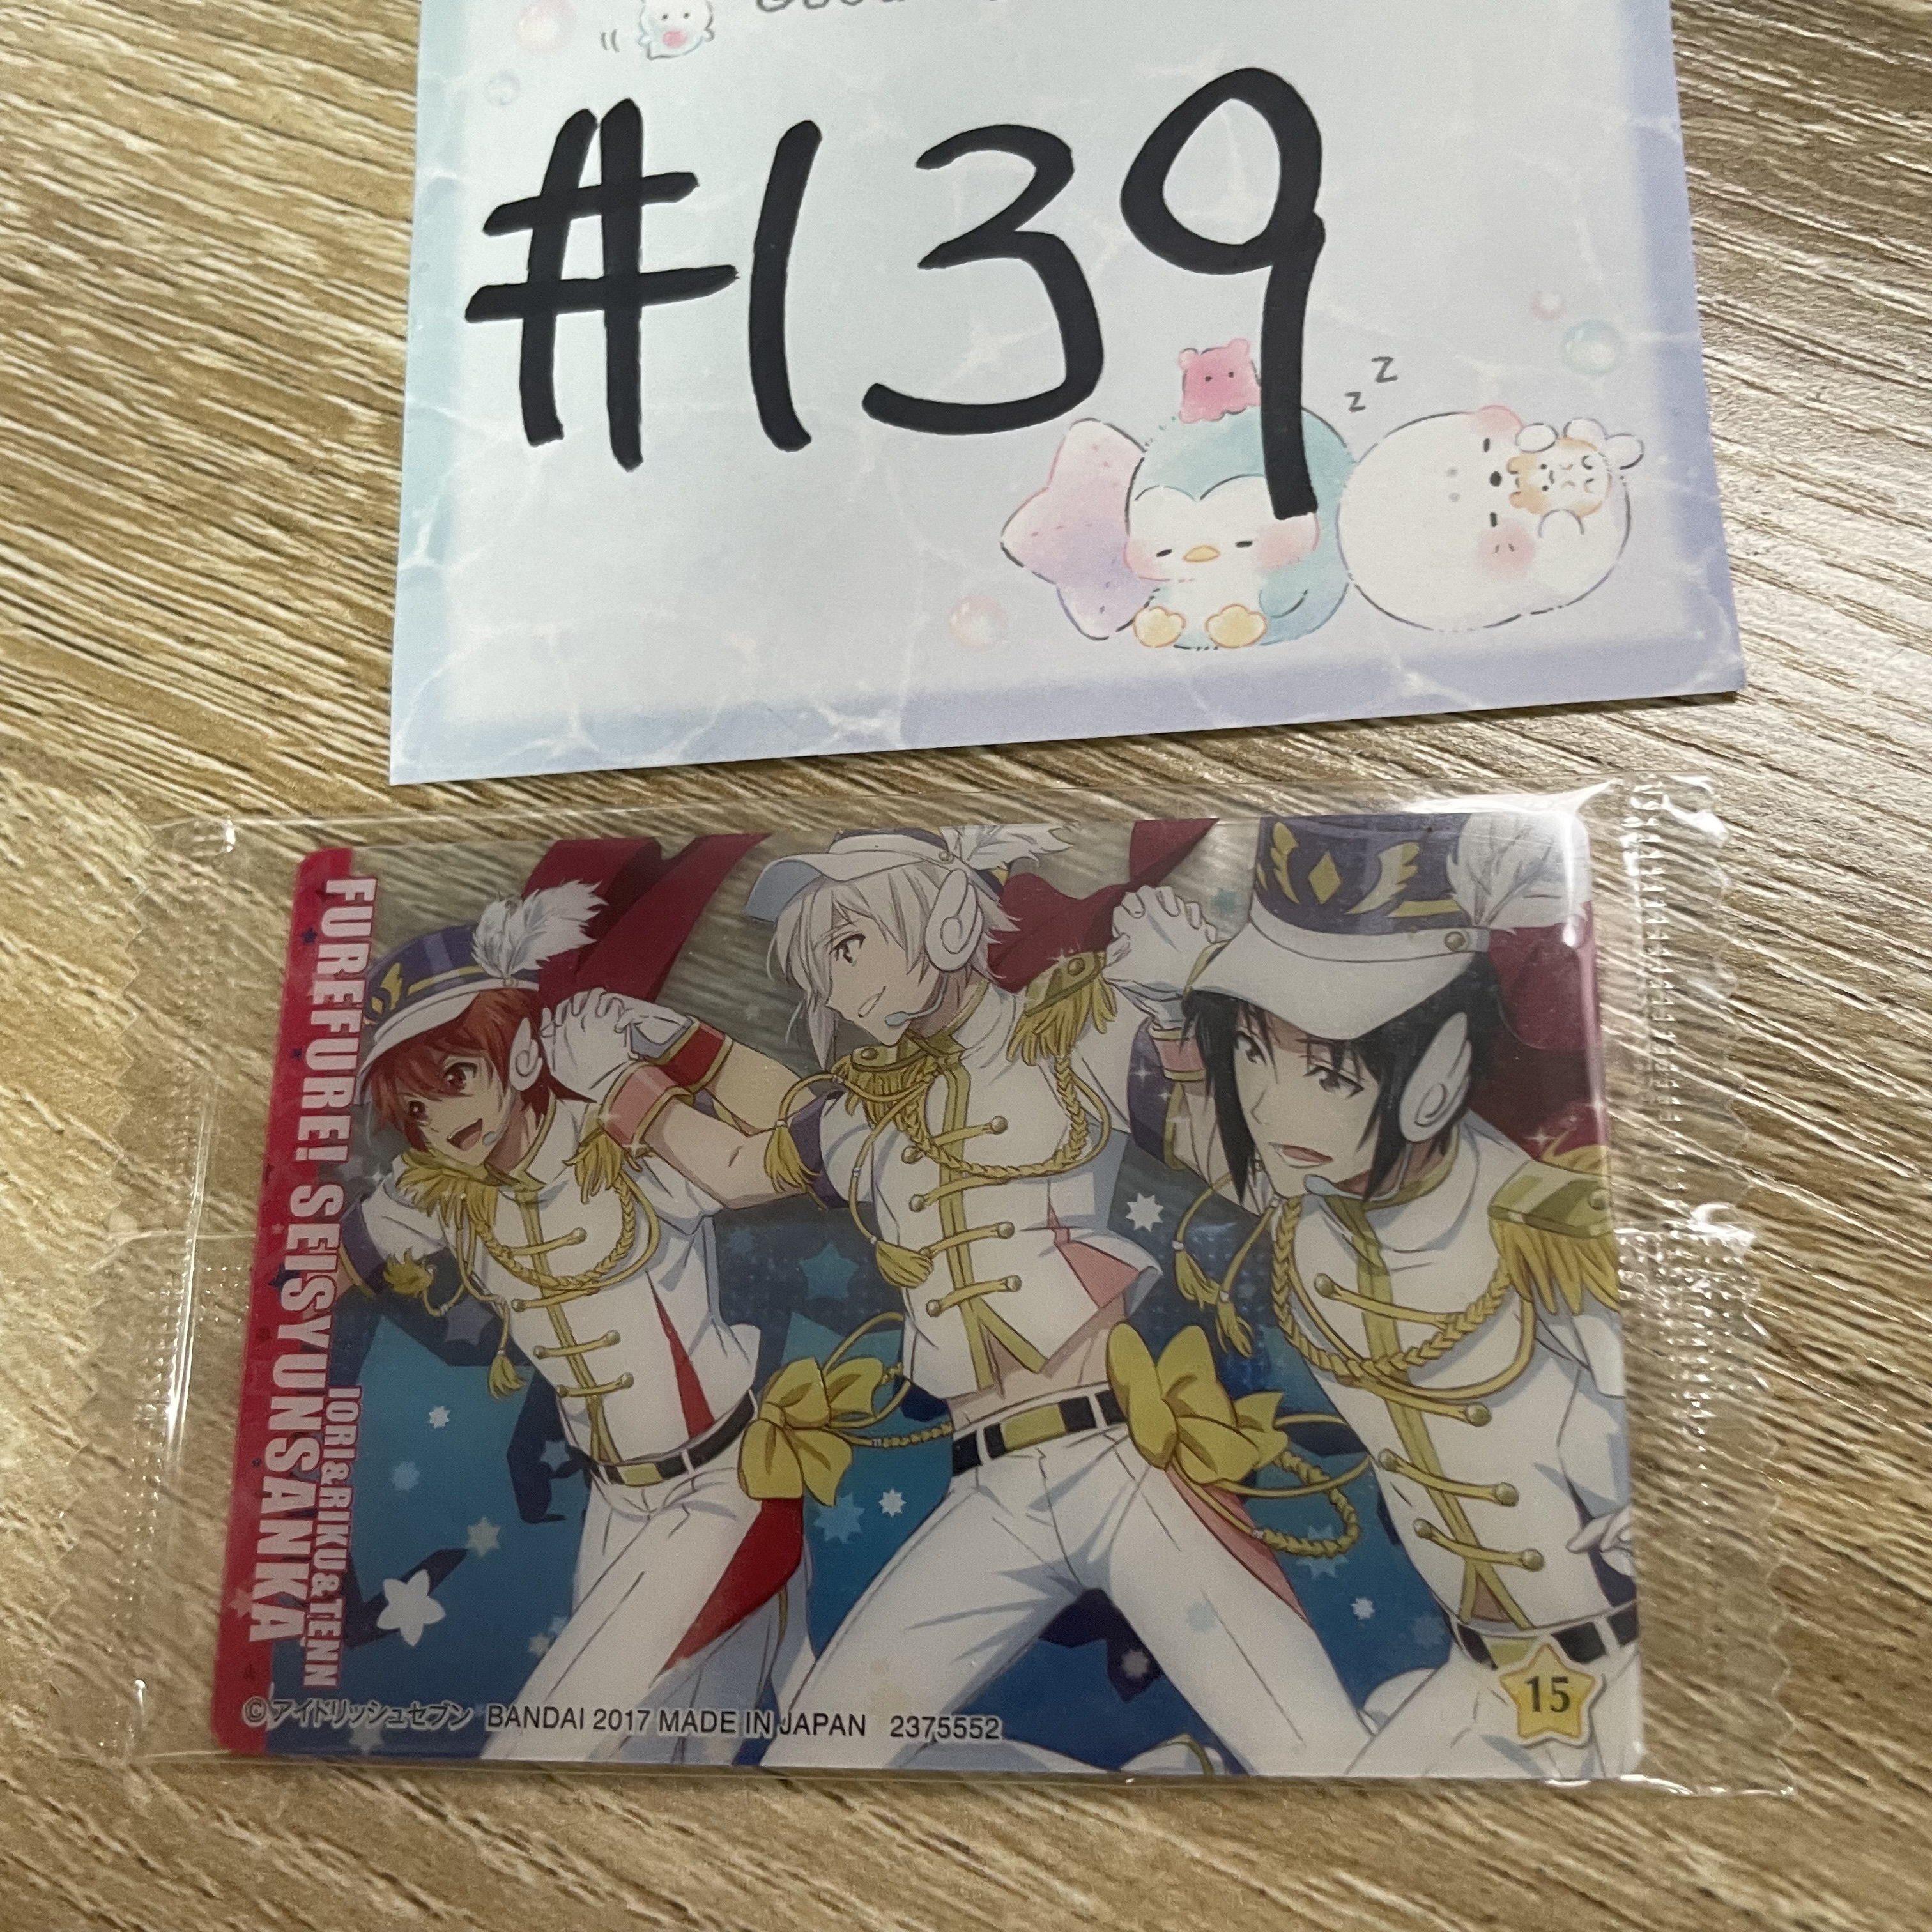 #139
z
z
FUREFURE! SEISYUNSANKA
IORI&RIKU&TENN
©アイドリッシュセブン BANDAI 2017 MADE IN JAPAN 2375552
15